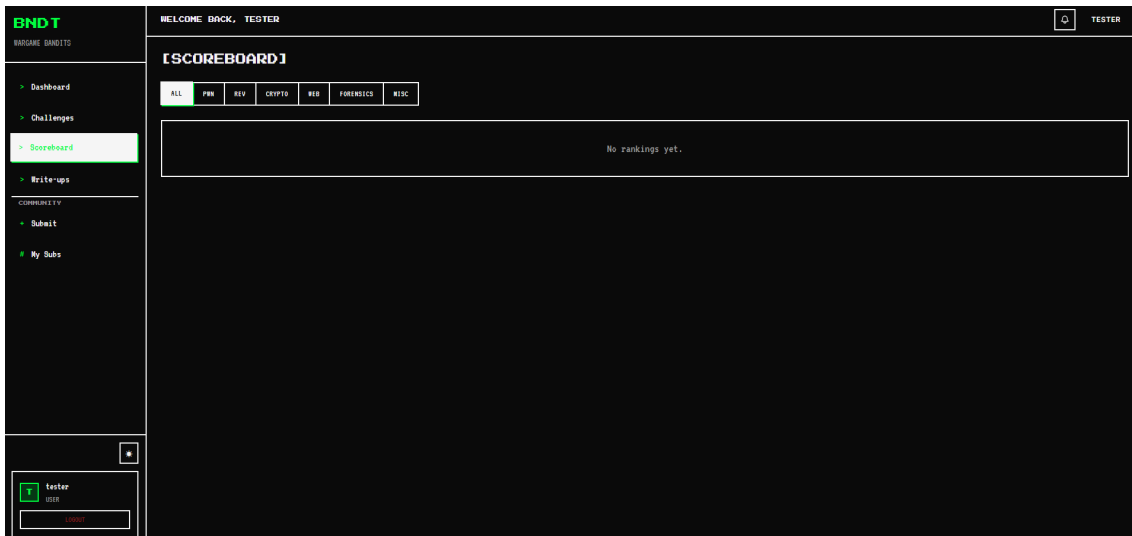 BNDT
WARGAME BANDITS
> Dashboard
> Challenges
> Scoreboard
> Write-ups
COMMUNITY
+ Submit
# My Subs
T
tester
USER
WELCOME BACK, TESTER
TESTER
[SCOREBOARD]
ALL PWN REV CRYPTO WEB FORENSICS MISC
No rankings yet.